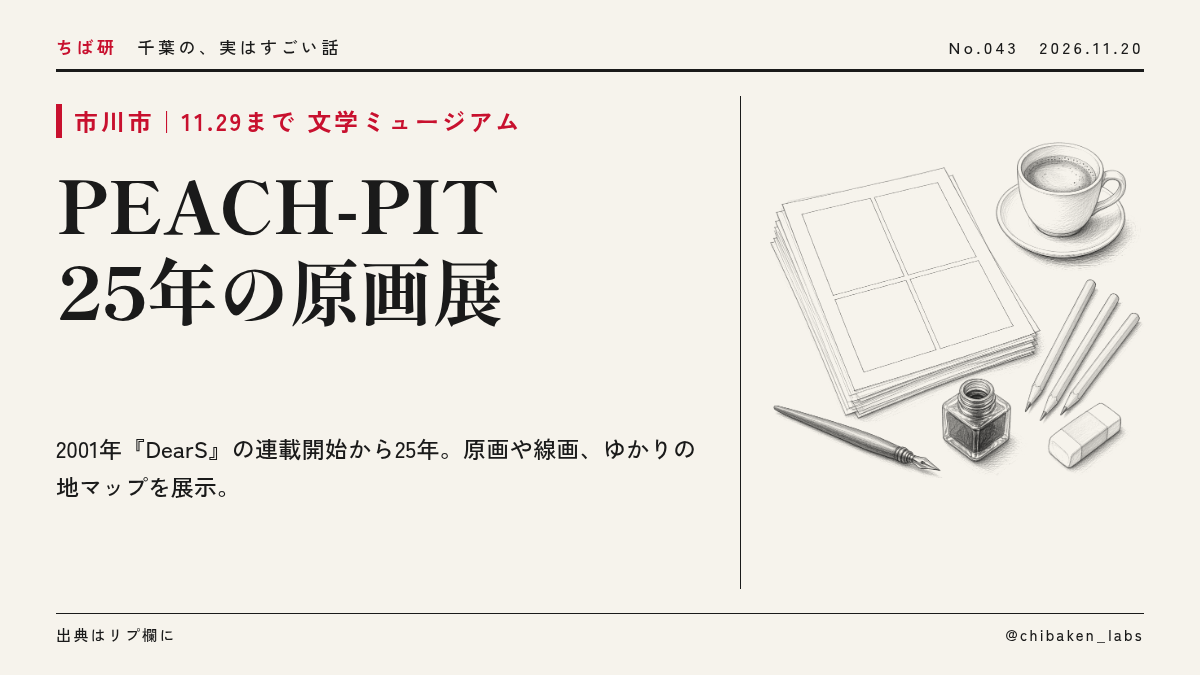 ちば研 千葉の、実はすごい話
No.043 2026.11.20
市川市｜11.29まで 文学ミュージアム
PEACH-PIT
25年の原画展
2001年『DearS』の連載開始から25年。原画や線画、ゆかりの
地マップを展示。
出典はリプ欄に
@chibaken_labs